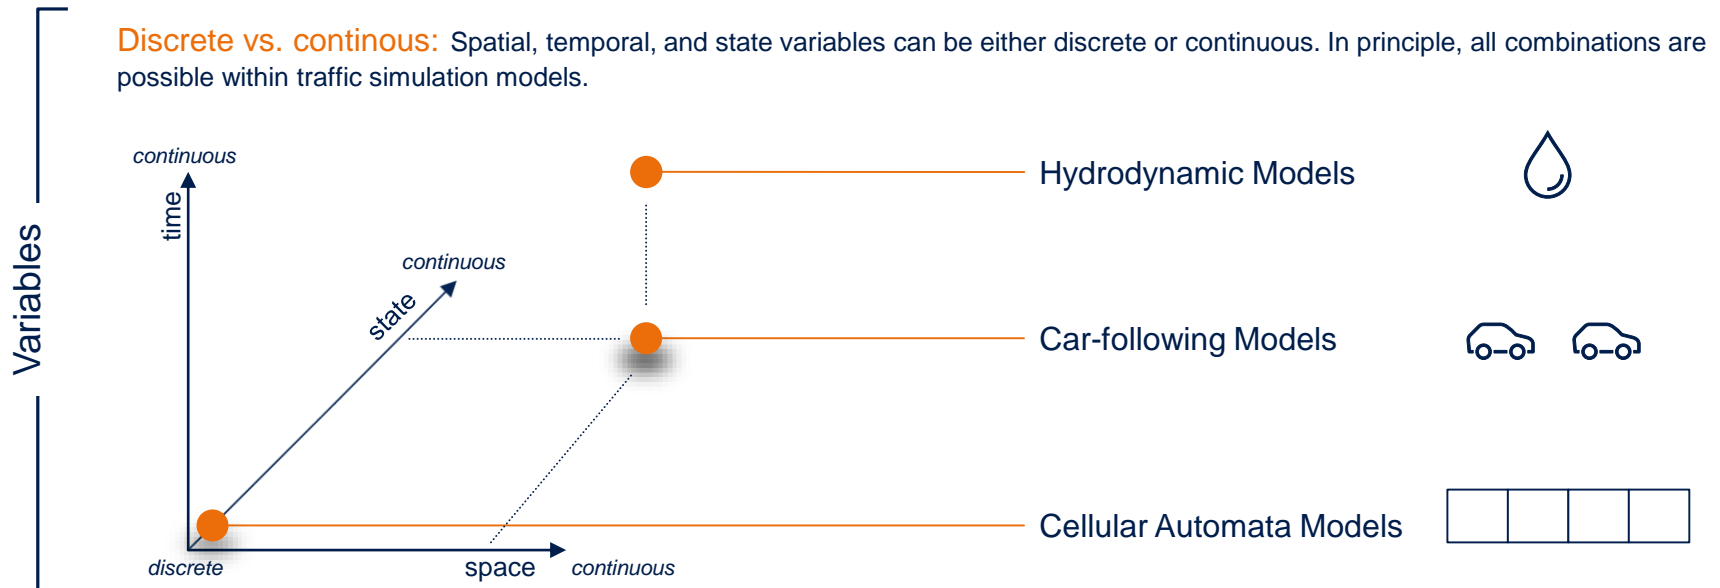 Discrete vs. continous: Spatial, temporal, and state variables can be either discrete or continuous. In principle, all combinations are
possible within traffic simulation models.
Variables
continuous
time
continuous
state
discrete
space
continuous
Hydrodynamic Models
Car-following Models
Cellular Automata Models